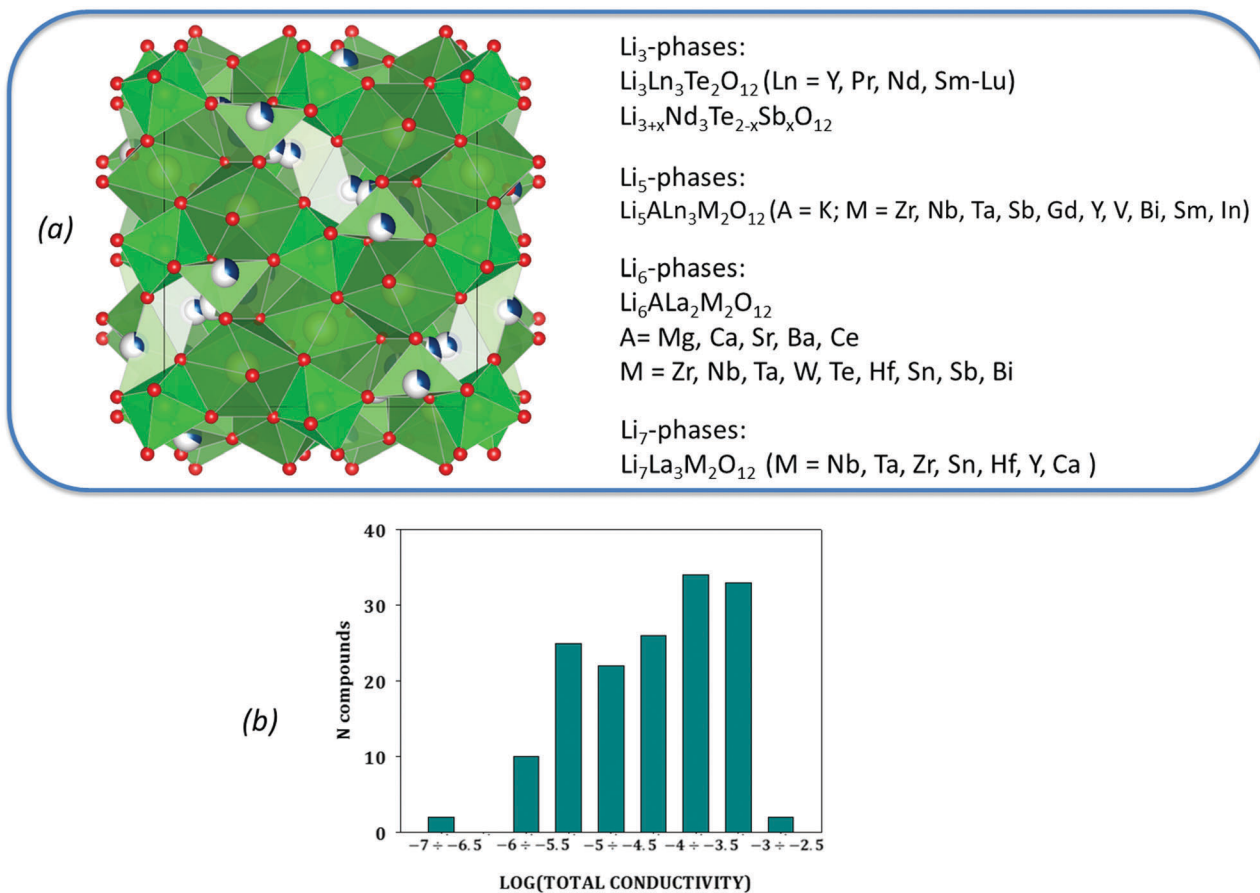 (a)
Li₃-phases:
Li₃Ln₃Te₂O₁₂ (Ln = Y, Pr, Nd, Sm-Lu)
Li₃₊ₓNd₃Te₂₋ₓSbₓO₁₂
Li₅-phases:
Li₅ALn₃M₂O₁₂ (A = K; M = Zr, Nb, Ta, Sb, Gd, Y, V, Bi, Sm, In)
Li₆-phases:
Li₆ALa₂M₂O₁₂
A= Mg, Ca, Sr, Ba, Ce
M = Zr, Nb, Ta, W, Te, Hf, Sn, Sb, Bi
Li₇-phases:
Li₇La₃M₂O₁₂ (M = Nb, Ta, Zr, Sn, Hf, Y, Ca )
(b)
N compounds
40
30
20
10
0
−7 ÷ −6.5 −6 ÷ −5.5 −5 ÷ −4.5 −4 ÷ −3.5 −3 ÷ −2.5
LOG(TOTAL CONDUCTIVITY)